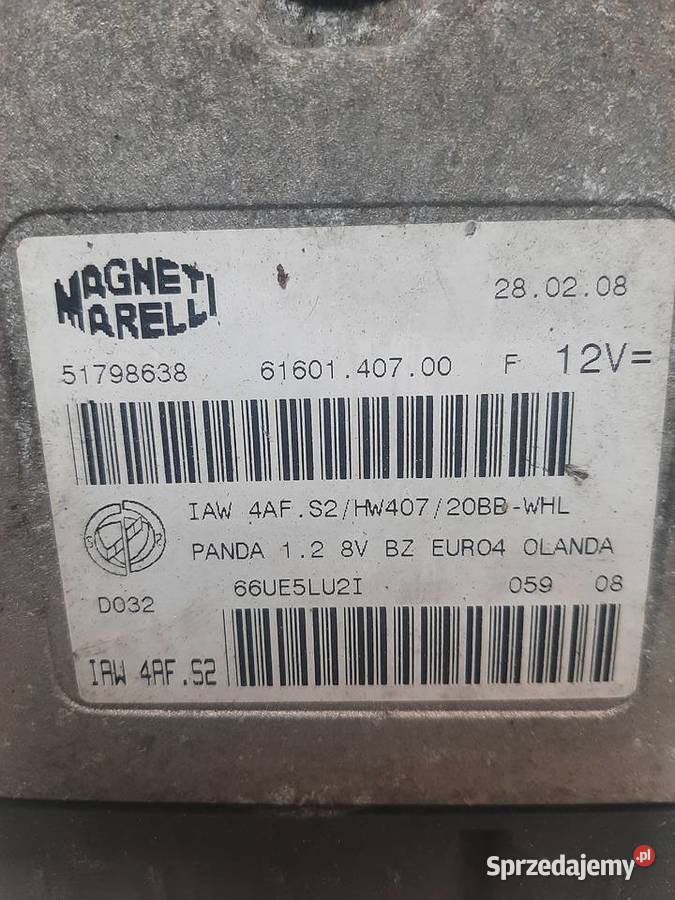 MAGNETI
MARELLI
28.02.08
51798638 61601.407.00 F 12V=
IAW 4AF.S2/HW407/20BB-WHL
S R
PANDA 1.2 8V BZ EURO4 OLANDA
66UE5LU2I 059 08
D032
IAW 4AF.S2
Sprzedajemy.pl